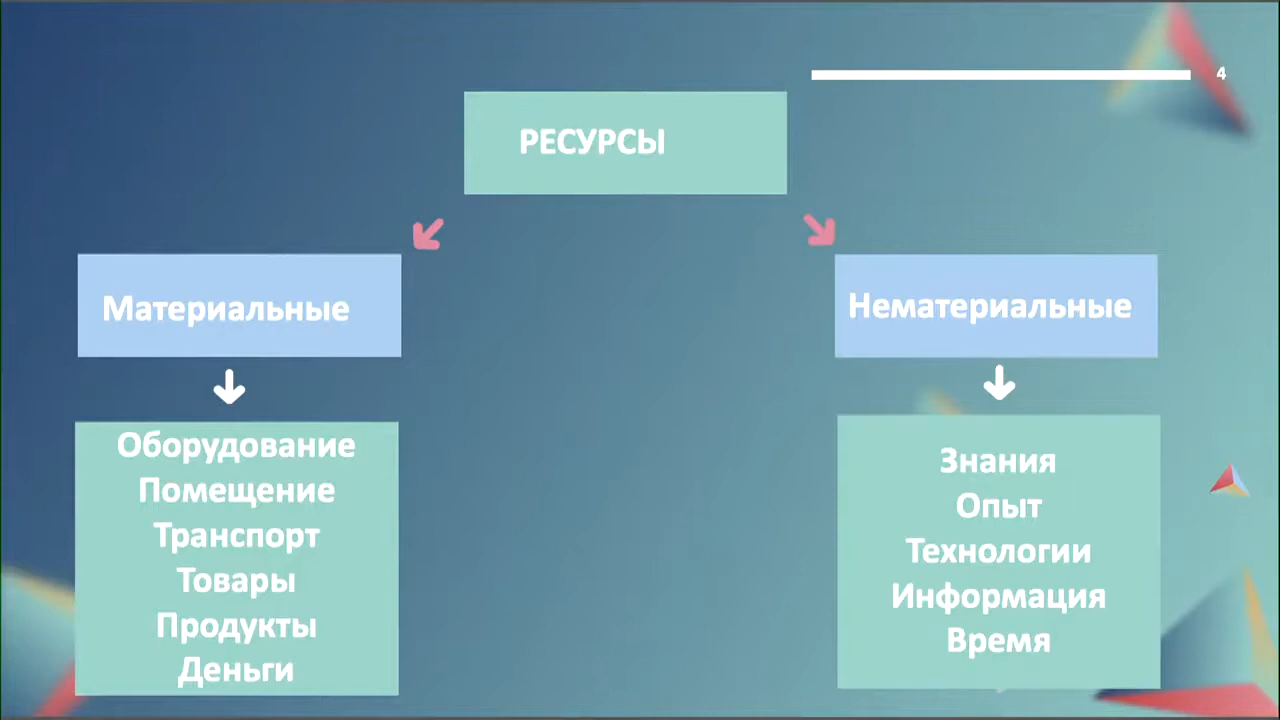 4
РЕСУРСЫ
Материальные
Нематериальные
Оборудование
Помещение
Транспорт
Товары
Продукты
Деньги
Знания
Опыт
Технологии
Информация
Время